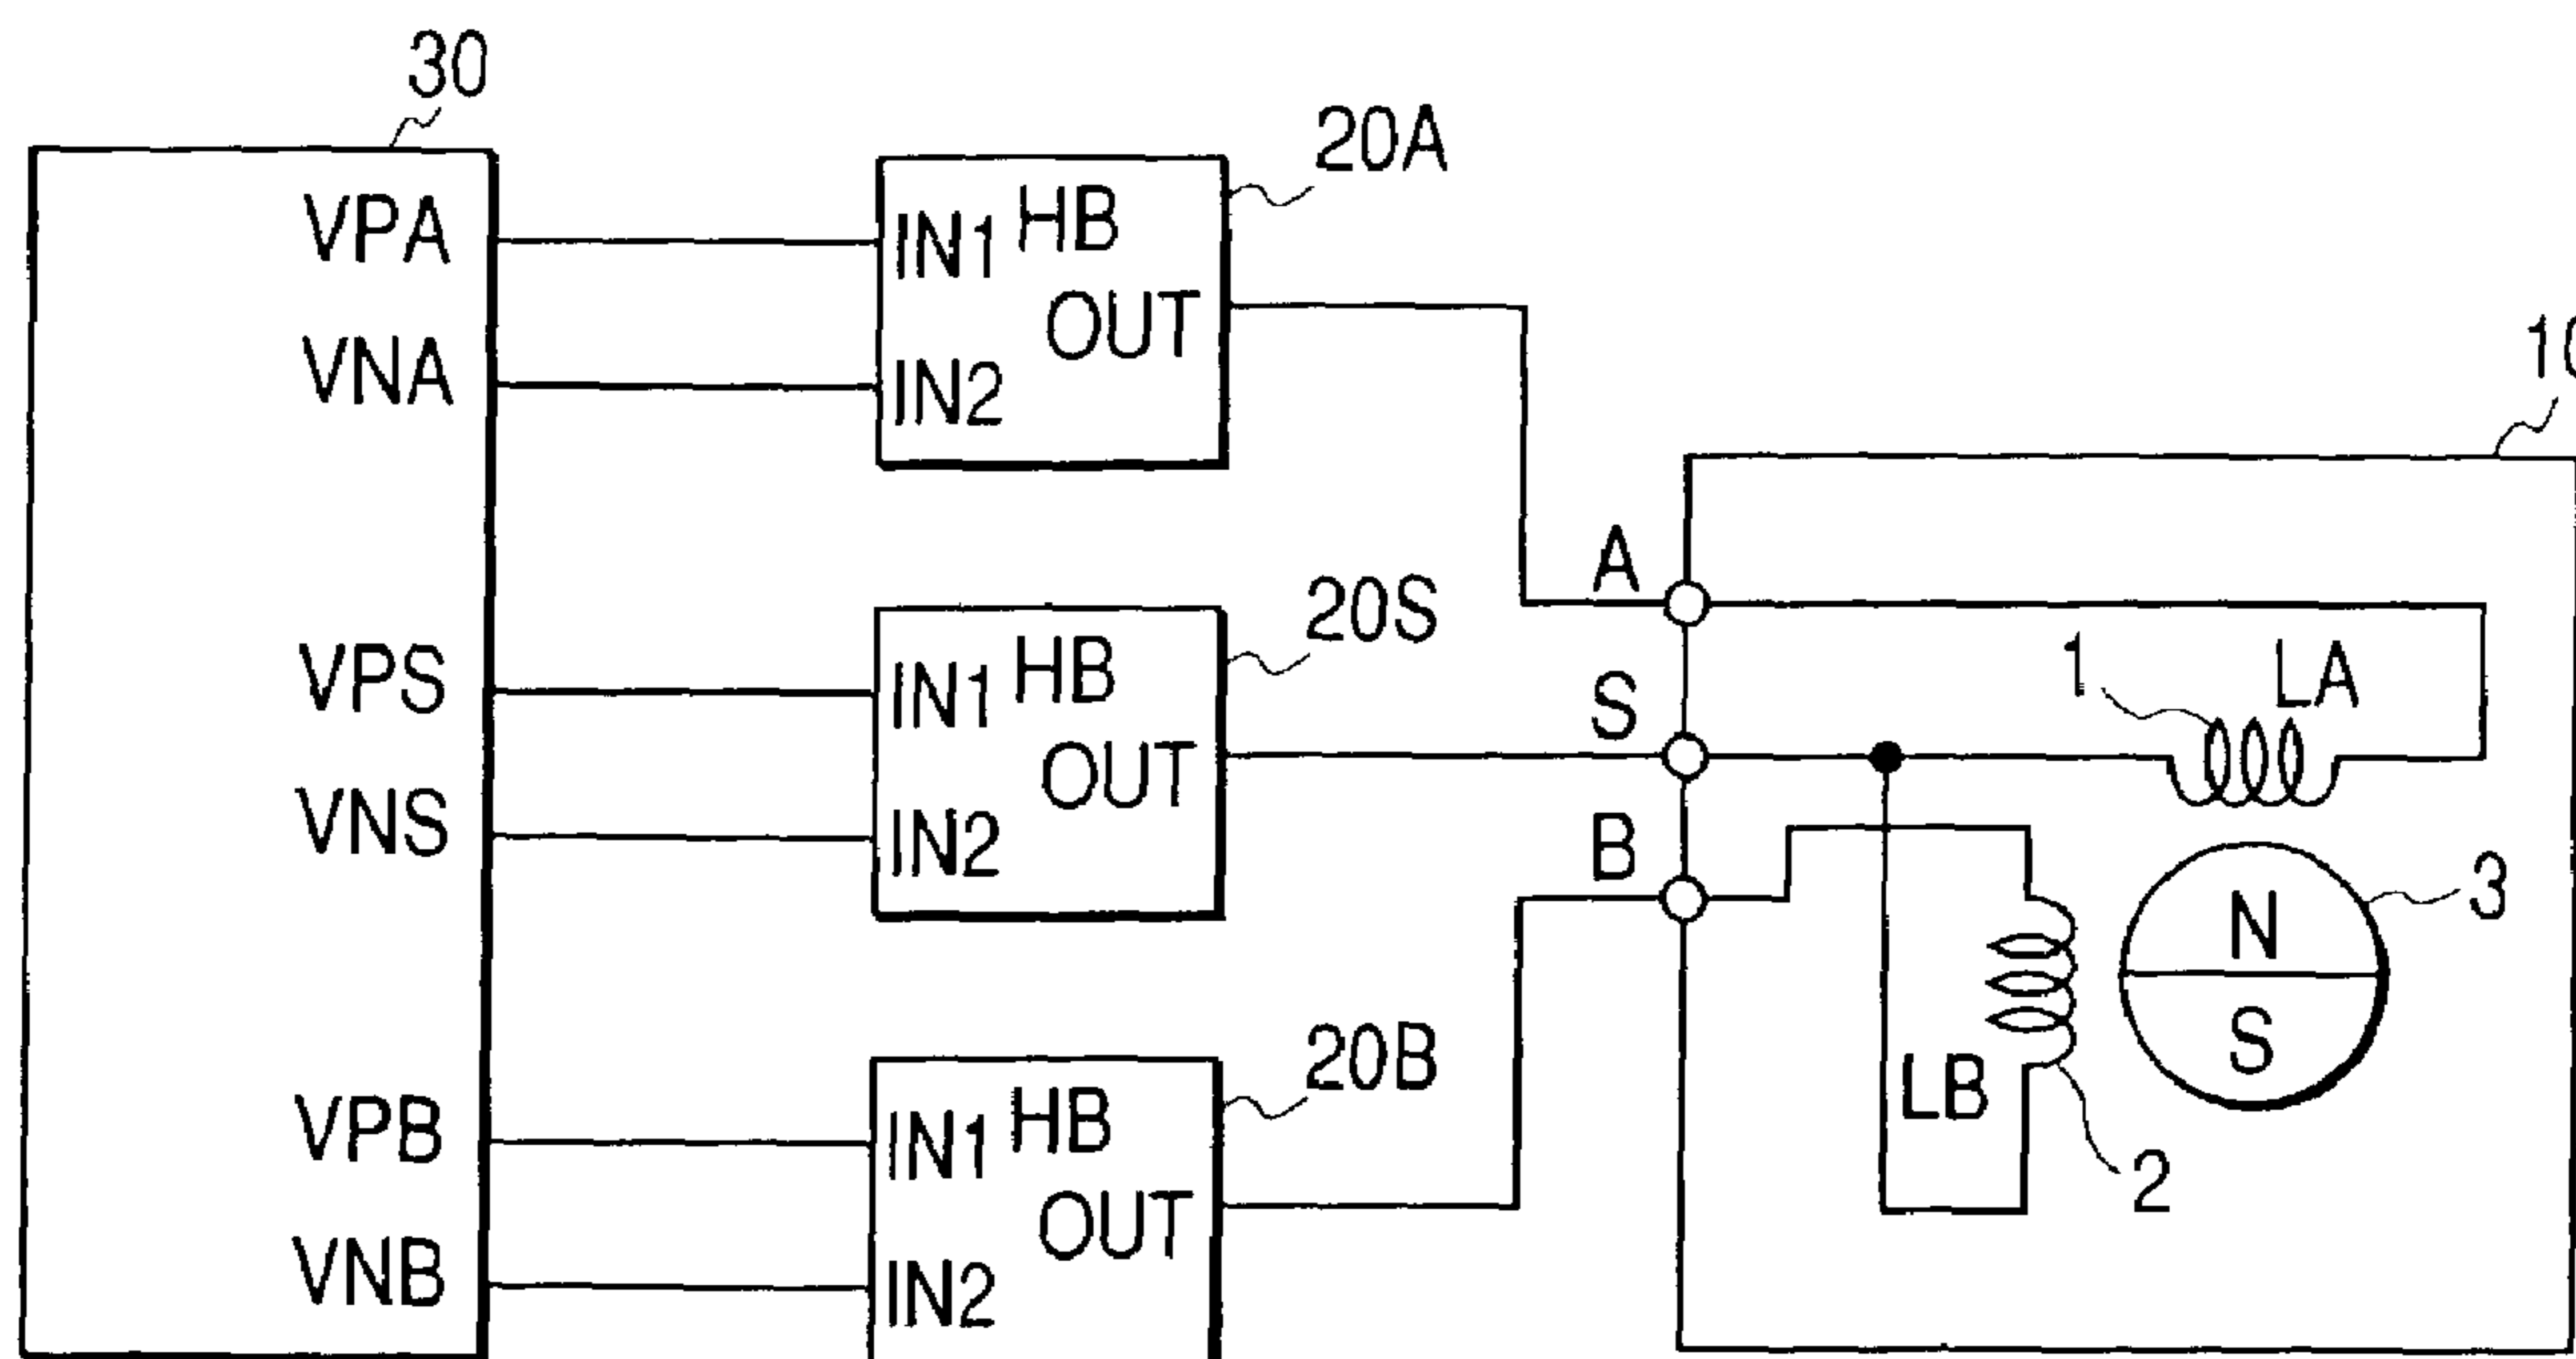 30
20A
VPA
IN1 HB
OUT
VNA
IN2
10
A
20S
VPS
IN1 HB
S
1
LA
OUT
VNS
IN2
B
3
N
S
20B
VPB
IN1 HB
LB
2
OUT
VNB
IN2